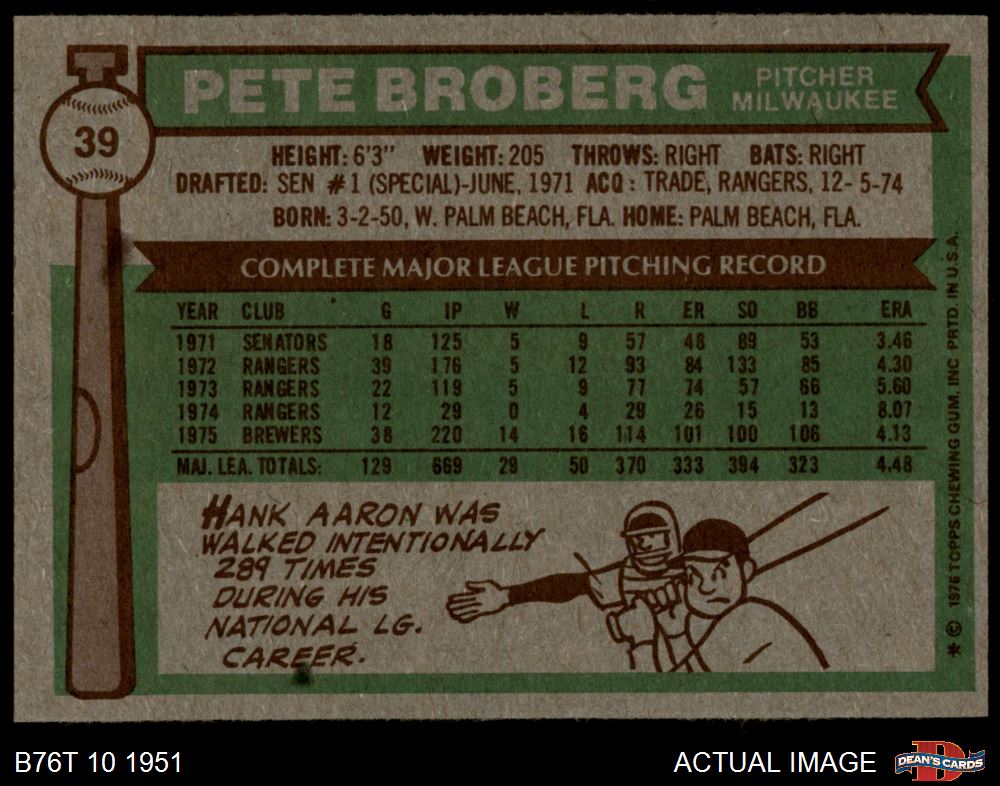 39
PETE BROBERG
PITCHER
MILWAUKEE
HEIGHT: 6'3" WEIGHT: 205 THROWS: RIGHT BATS: RIGHT
DRAFTED: SEN #1 (SPECIAL)-JUNE, 1971 ACQ: TRADE, RANGERS, 12-5-74
BORN: 3-2-50, W. PALM BEACH, FLA. HOME: PALM BEACH, FLA.
COMPLETE MAJOR LEAGUE PITCHING RECORD
YEAR CLUB G IP W L R ER SO BB ERA
1971 SENATORS 18 125 5 9 57 48 89 53 3.46
1972 RANGERS 39 176 5 12 93 84 133 85 4.30
1973 RANGERS 22 119 5 9 77 74 57 66 5.60
1974 RANGERS 12 29 0 4 29 26 15 13 8.07
1975 BREWERS 38 220 14 16 114 101 100 106 4.13
MAJ. LEA. TOTALS: 129 669 29 50 370 333 394 323 4.48
HANK AARON WAS
WALKED INTENTIONALLY
289 TIMES
DURING HIS
NATIONAL LG.
CAREER.
* © 1976 TOPPS CHEWING GUM, INC PRTD. IN U.S.A.
B76T 10 1951
ACTUAL IMAGE
D
DEAN'S CARDS